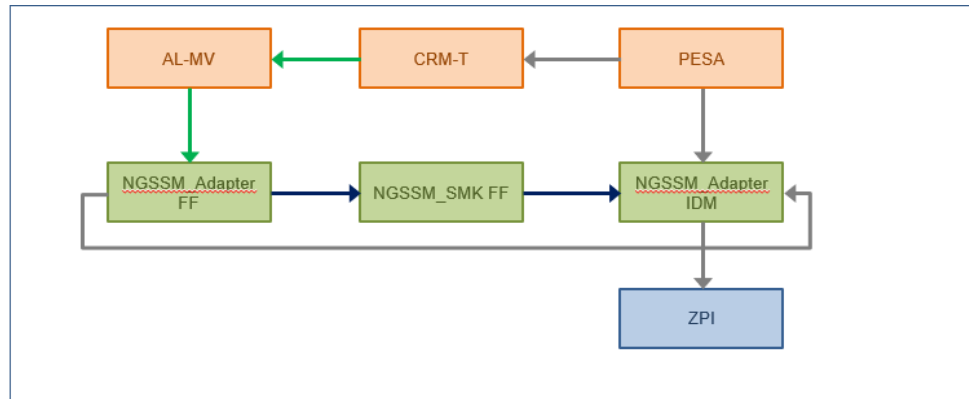 AL-MV
CRM-T
PESA
NGSSM_Adapter
FF
NGSSM_SMK FF
NGSSM_Adapter
IDM
ZPI